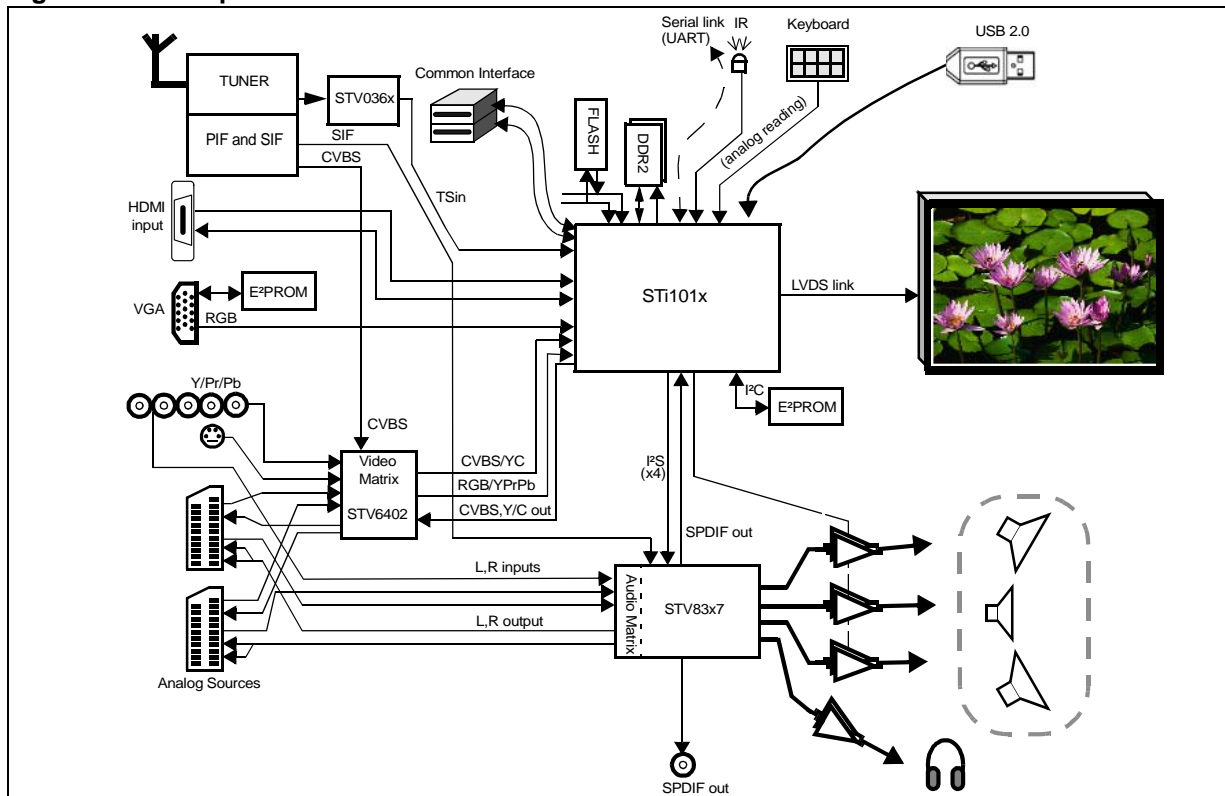 Serial link
(UART)
IR
Keyboard
USB 2.0
TUNER
STV036x
Common Interface
FLASH
DDR2
(analog reading)
PIF and SIF
SIF
CVBS
TSin
HDMI
input
STi101x
LVDS link
VGA
E²PROM
RGB
I²C
E²PROM
Y/Pr/Pb
CVBS
Video
Matrix
STV6402
CVBS/YC
RGB/YPrPb
CVBS,Y/C out
I²S
(x4)
SPDIF out
L,R inputs
Audio Matrix
STV83x7
L,R output
Analog Sources
SPDIF out